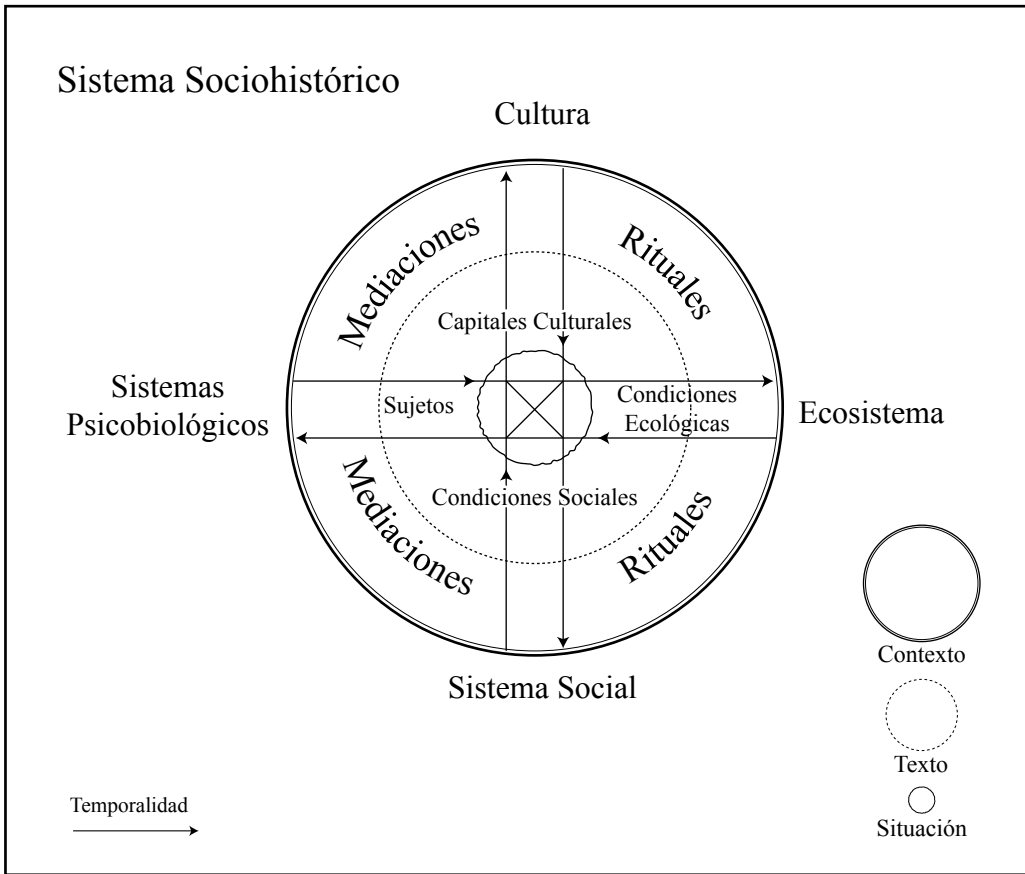 Sistema Sociohistórico
Cultura
Mediaciones
Rituales
Capitales Culturales
Sistemas
Psicobiológicos
Sujetos
Condiciones
Ecológicas
Ecosistema
Condiciones Sociales
Mediaciones
Rituales
Sistema Social
Contexto
Texto
Situación
Temporalidad